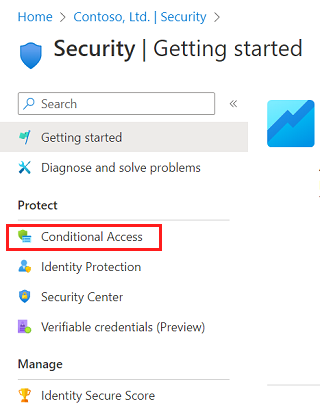 Home > Contoso, Ltd. | Security >
Security | Getting started
Search «
Getting started
Diagnose and solve problems
Protect
Conditional Access
Identity Protection
Security Center
Verifiable credentials (Preview)
Manage
Identity Secure Score